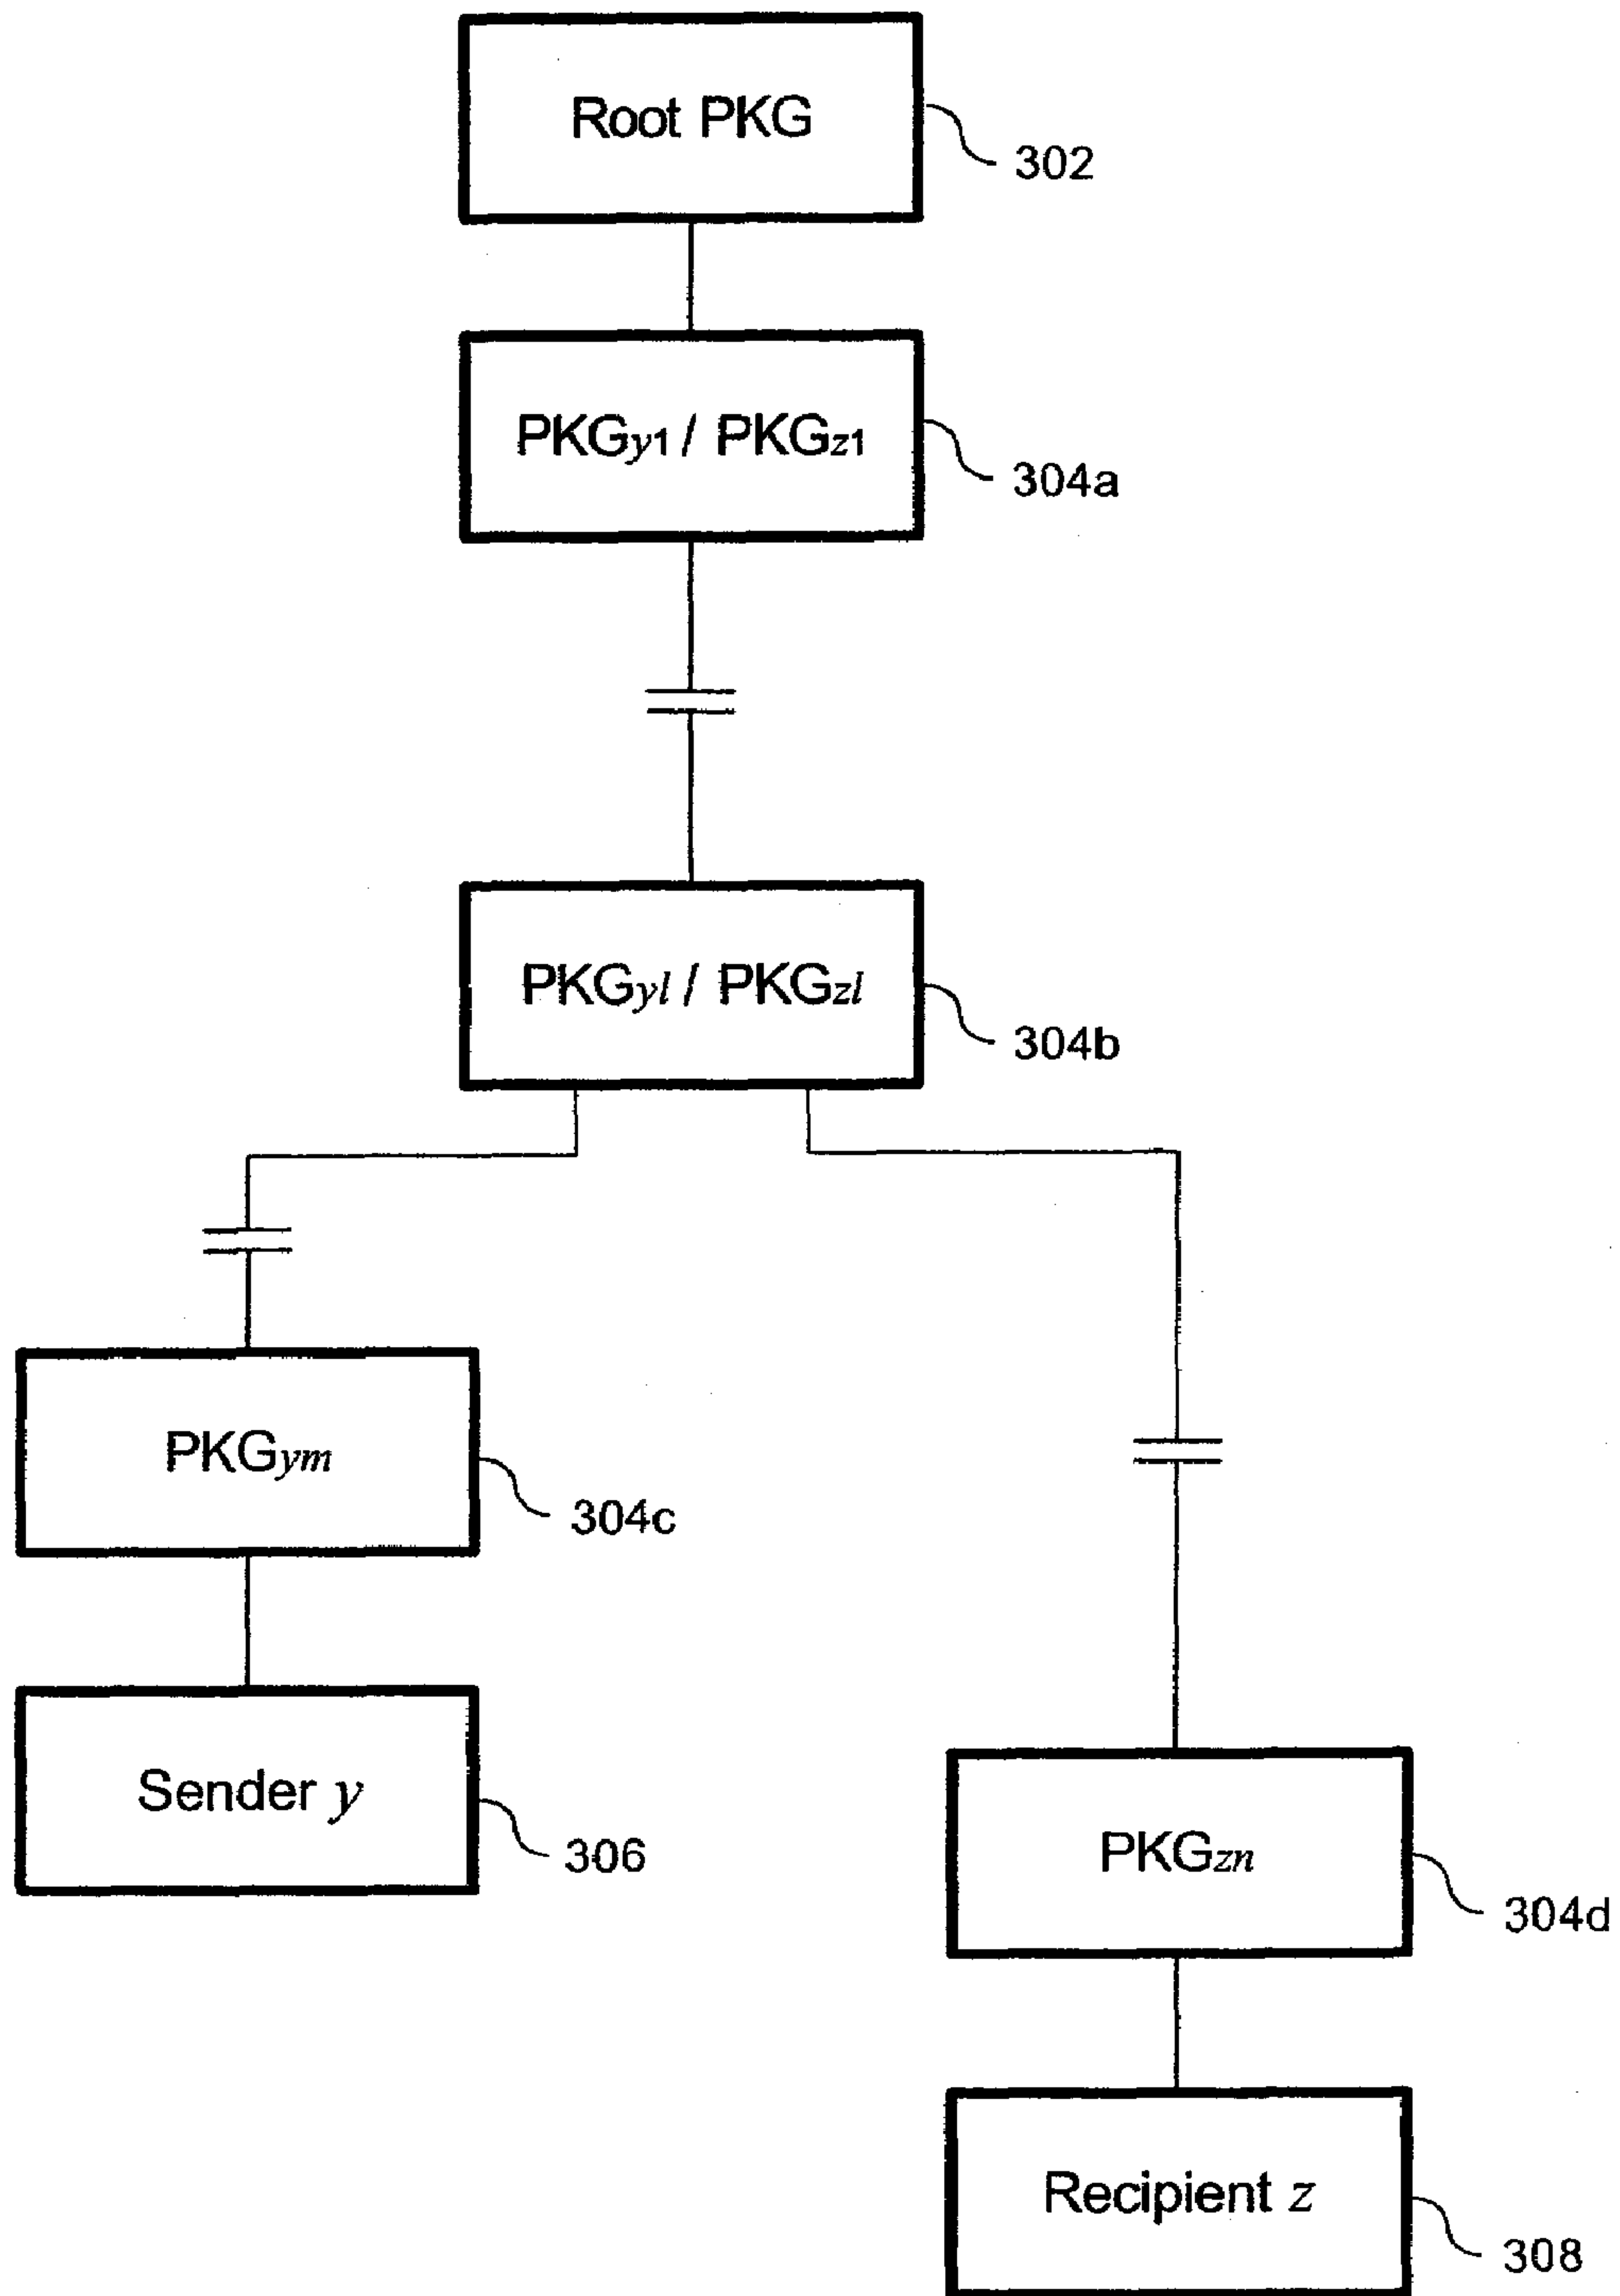 Root PKG
302
PKGy1 / PKGz1
304a
PKGyl / PKGzl
304b
PKGym
304c
Sender y
306
PKGzn
304d
Recipient z
308